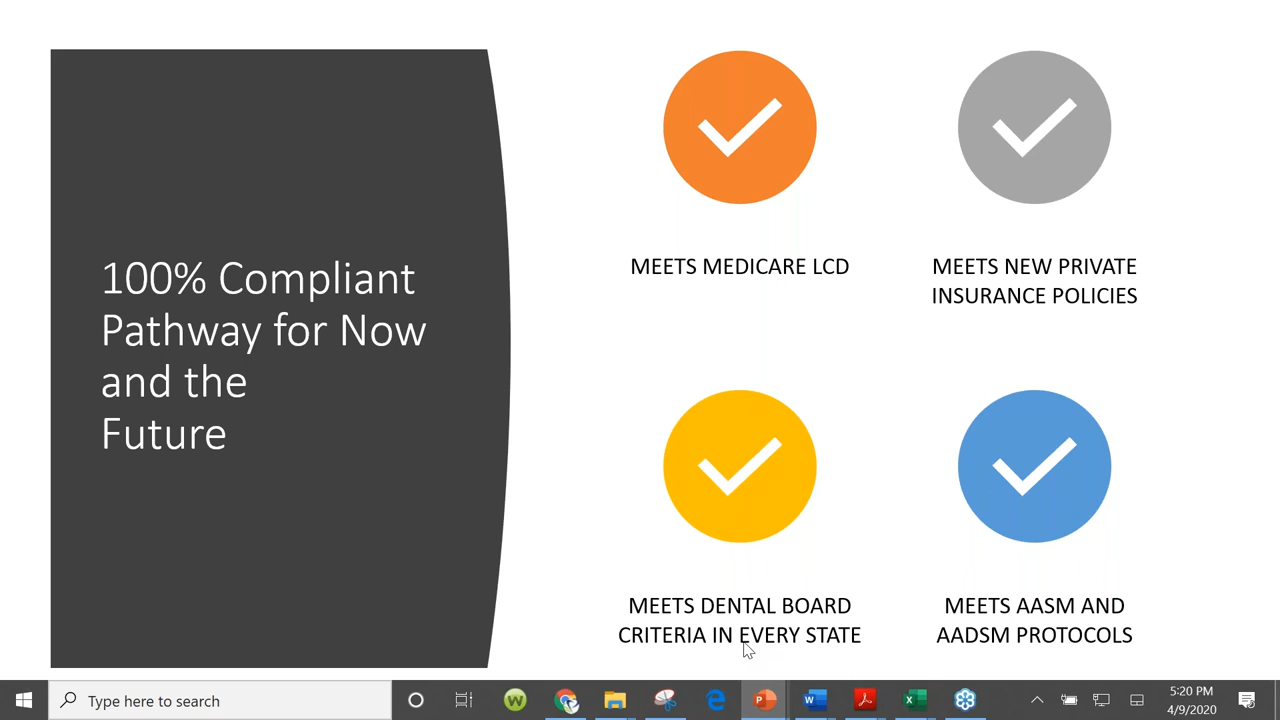 100% Compliant
Pathway for Now
and the
Future
MEETS MEDICARE LCD
MEETS NEW PRIVATE
INSURANCE POLICIES
MEETS DENTAL BOARD
CRITERIA IN EVERY STATE
MEETS AASM AND
AADSM PROTOCOLS
Type here to search
5:20 PM
4/9/2020